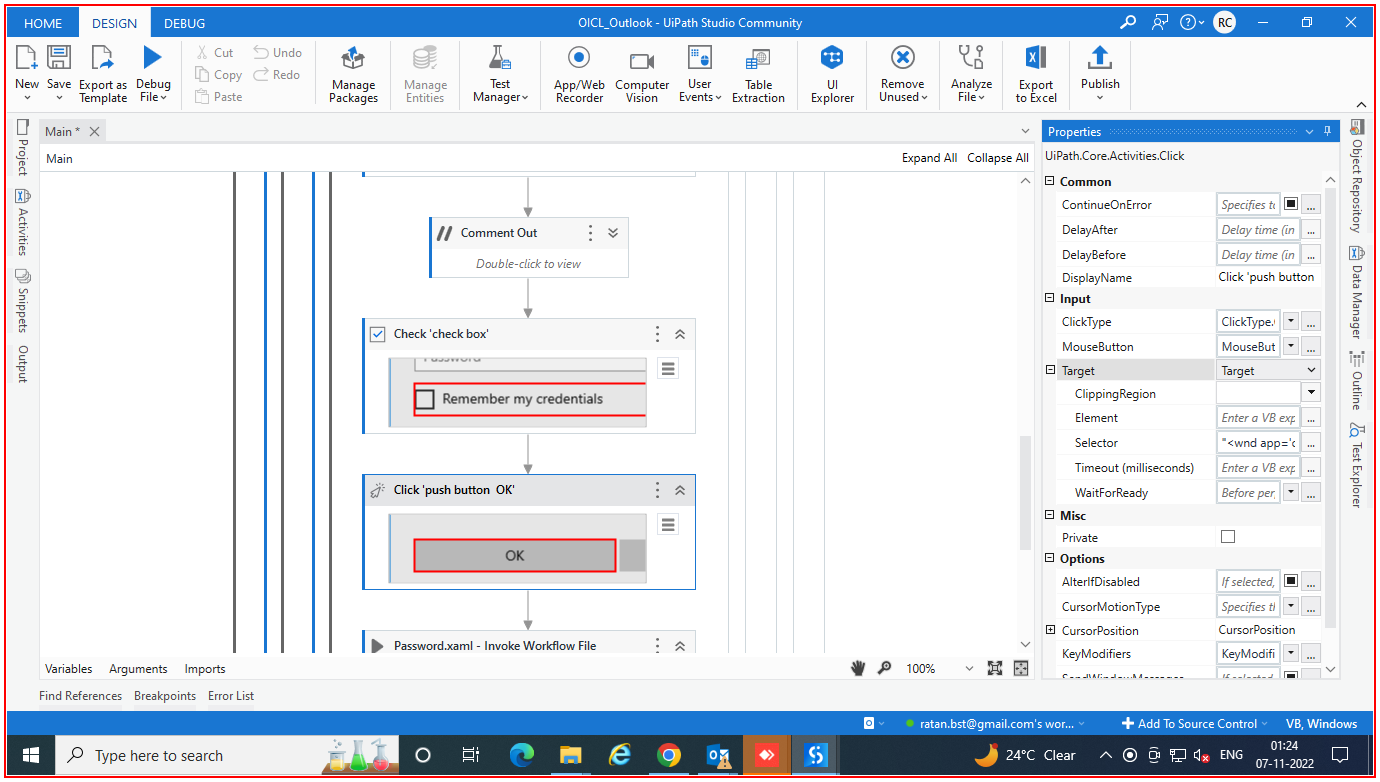 HOME DESIGN DEBUG OICL_Outlook - UiPath Studio Community RC
New Save Export as Template Debug File Cut Copy Paste Undo Redo Manage Packages Manage Entities Test Manager App/Web Recorder Computer Vision User Events Table Extraction UI Explorer Remove Unused Analyze File Export to Excel Publish
Main *
Main Expand All Collapse All
Project
Activities
Snippets
Output
Comment Out
Double-click to view
Check 'check box'
Password
Remember my credentials
Click 'push button OK'
OK
Password.xaml - Invoke Workflow File
Variables Arguments Imports 100%
Find References Breakpoints Error List
Properties
UiPath.Core.Activities.Click
Common
ContinueOnError Specifies to ...
DelayAfter Delay time (in ...
DelayBefore Delay time (in ...
DisplayName Click 'push button
Input
ClickType ClickType. ...
MouseButton MouseBut ...
Target Target
ClippingRegion
Element Enter a VB exp ...
Selector "<wnd app='o ...
Timeout (milliseconds) Enter a VB exp ...
WaitForReady Before per ...
Misc
Private
Options
AlterIfDisabled If selected, ...
CursorMotionType Specifies th ...
CursorPosition CursorPosition
KeyModifiers KeyModifi ...
SendWindowMessages If selected
Object Repository
Data Manager
Outline
Test Explorer
ratan.bst@gmail.com's wor... Add To Source Control VB, Windows
Type here to search 24°C Clear ENG 01:24
07-11-2022